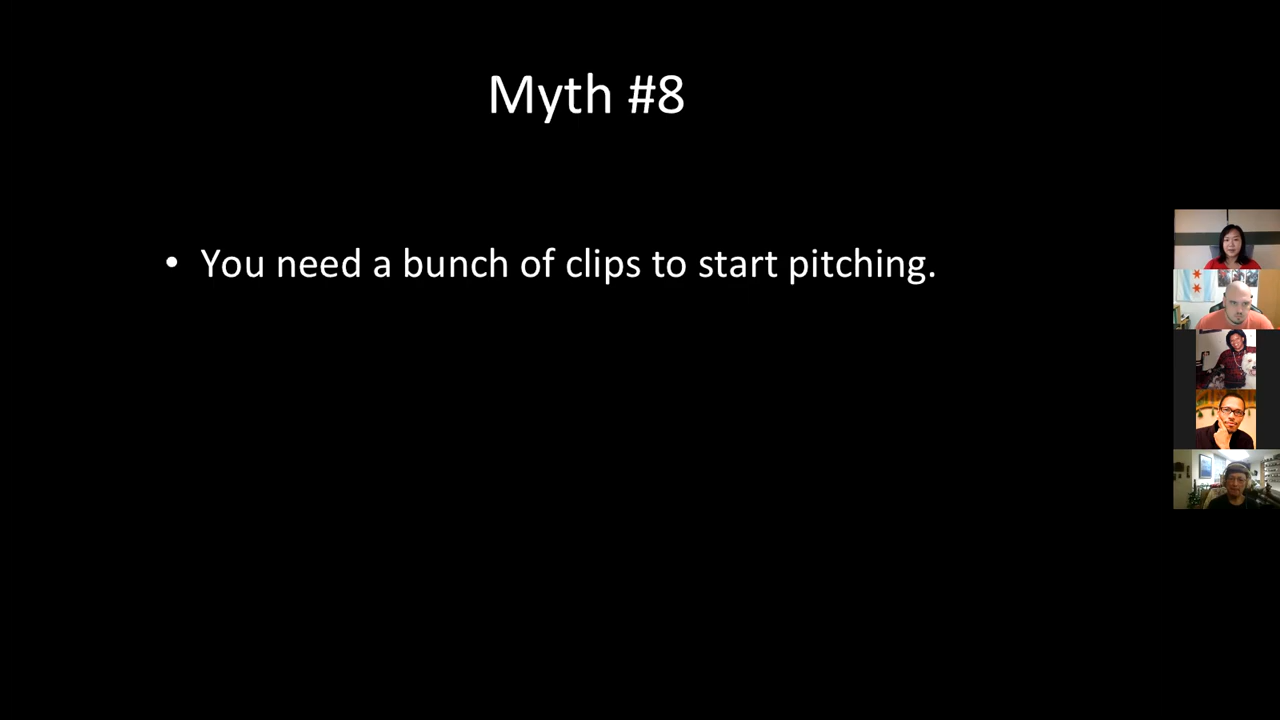 Myth #8
• You need a bunch of clips to start pitching.